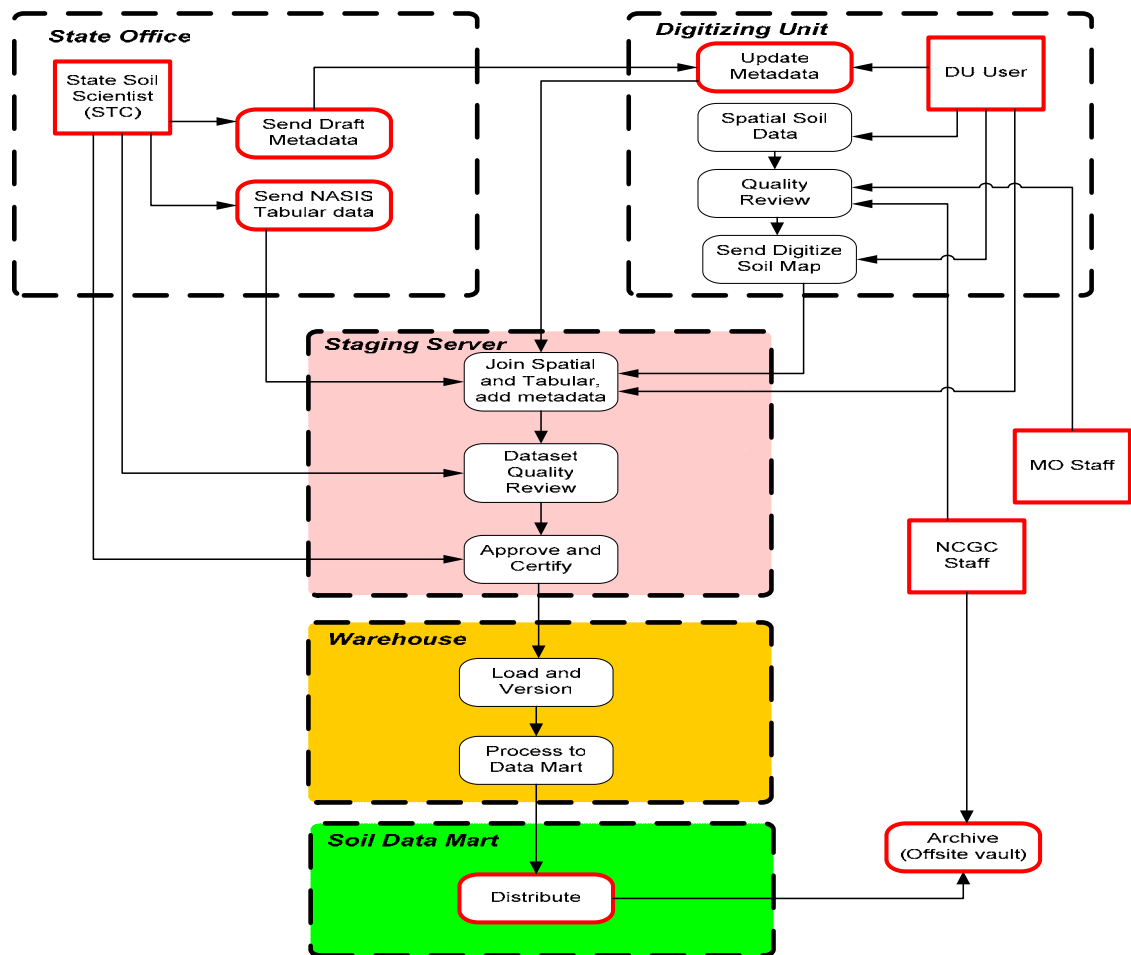 State Office
State Soil
Scientist
(STC)
Send Draft
Metadata
Send NASIS
Tabular data
Digitizing Unit
Update
Metadata
DU User
Spatial Soil
Data
Quality
Review
Send Digitize
Soil Map
Staging Server
Join Spatial
and Tabular,
add metadata
Dataset
Quality
Review
Approve and
Certify
MO Staff
NCGC
Staff
Warehouse
Load and
Version
Process to
Data Mart
Soil Data Mart
Distribute
Archive
(Offsite vault)